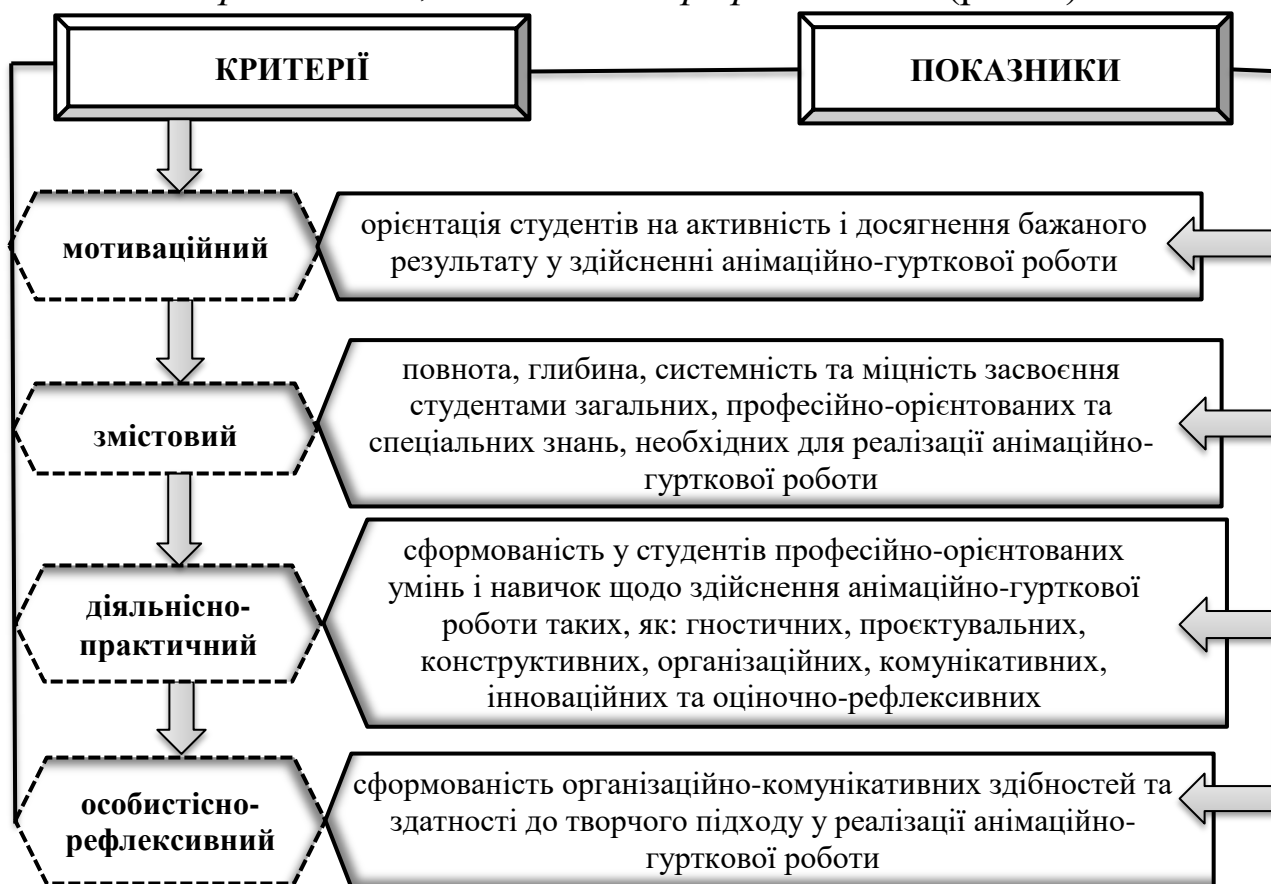 КРИТЕРІЇ
ПОКАЗНИКИ
мотиваційний
орієнтація студентів на активність і досягнення бажаного
результату у здійсненні анімаційно-гурткової роботи
змістовий
повнота, глибина, системність та міцність засвоєння
студентами загальних, професійно-орієнтованих та
спеціальних знань, необхідних для реалізації анімаційно-
гурткової роботи
діяльнісно-
практичний
сформованість у студентів професійно-орієнтованих
умінь і навичок щодо здійснення анімаційно-гурткової
роботи таких, як: гностичних, проєктувальних,
конструктивних, організаційних, комунікативних,
інноваційних та оціночно-рефлексивних
особистісно-
рефлексивний
сформованість організаційно-комунікативних здібностей та
здатності до творчого підходу у реалізації анімаційно-
гурткової роботи